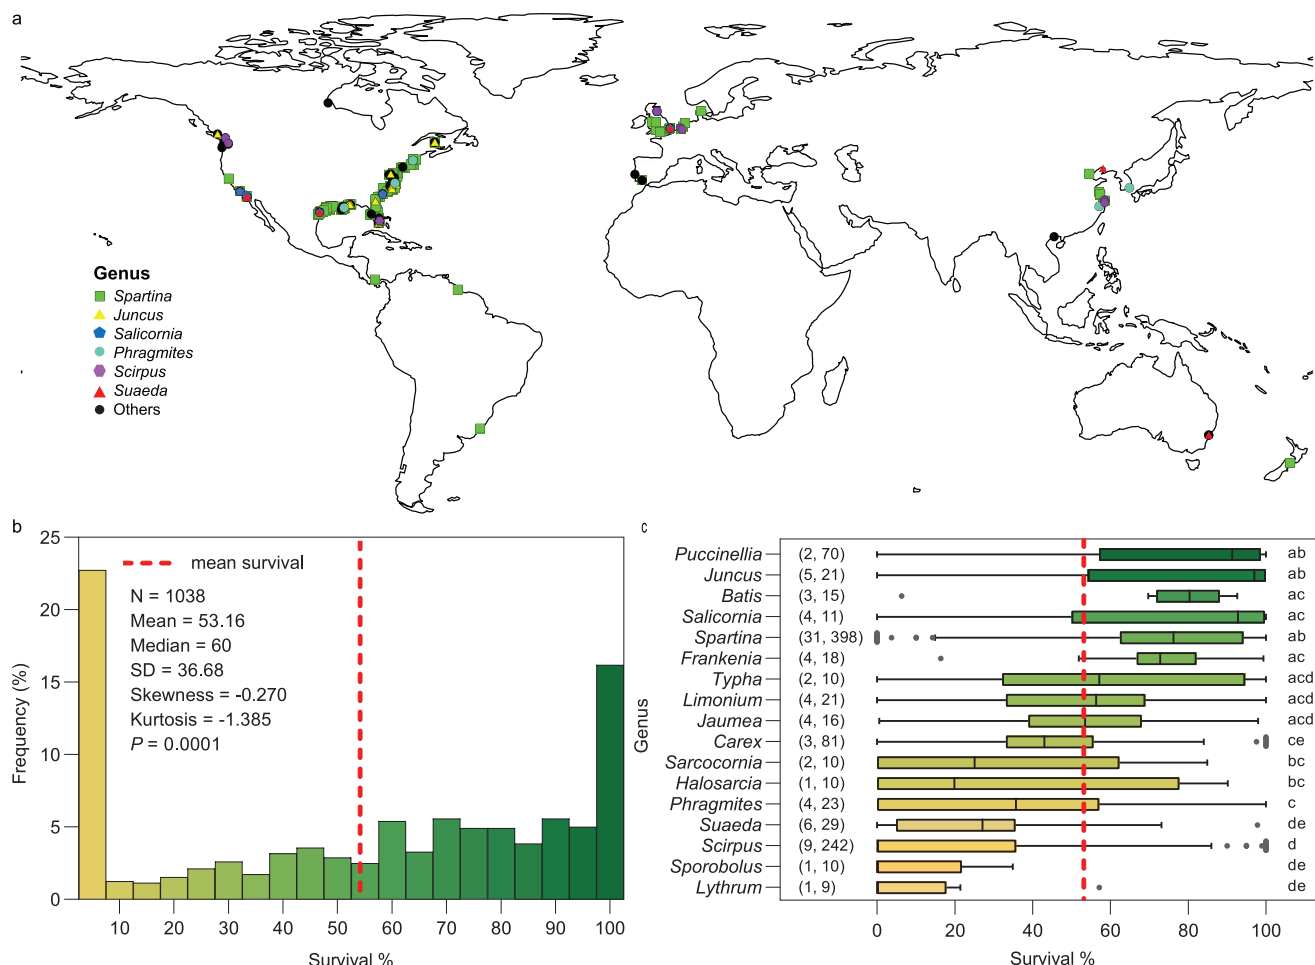 a
Genus
Spartina
Juncus
Salicornia
Phragmites
Scirpus
Suaeda
Others
b
25
20
15
10
5
0
Frequency (%)
mean survival
N = 1038
Mean = 53.16
Median = 60
SD = 36.68
Skewness = -0.270
Kurtosis = -1.385
P = 0.0001
10 20 30 40 50 60 70 80 90 100
Survival %
c
Genus
Puccinellia (2, 70) ab
Juncus (5, 21) ab
Batis (3, 15) ac
Salicornia (4, 11) ac
Spartina (31, 398) ab
Frankenia (4, 18) ac
Typha (2, 10) acd
Limonium (4, 21) acd
Jaumea (4, 16) acd
Carex (3, 81) ce
Sarcocornia (2, 10) bc
Halosarcia (1, 10) bc
Phragmites (4, 23) c
Suaeda (6, 29) de
Scirpus (9, 242) d
Sporobolus (1, 10) de
Lythrum (1, 9) de
0 20 40 60 80 100
Survival %